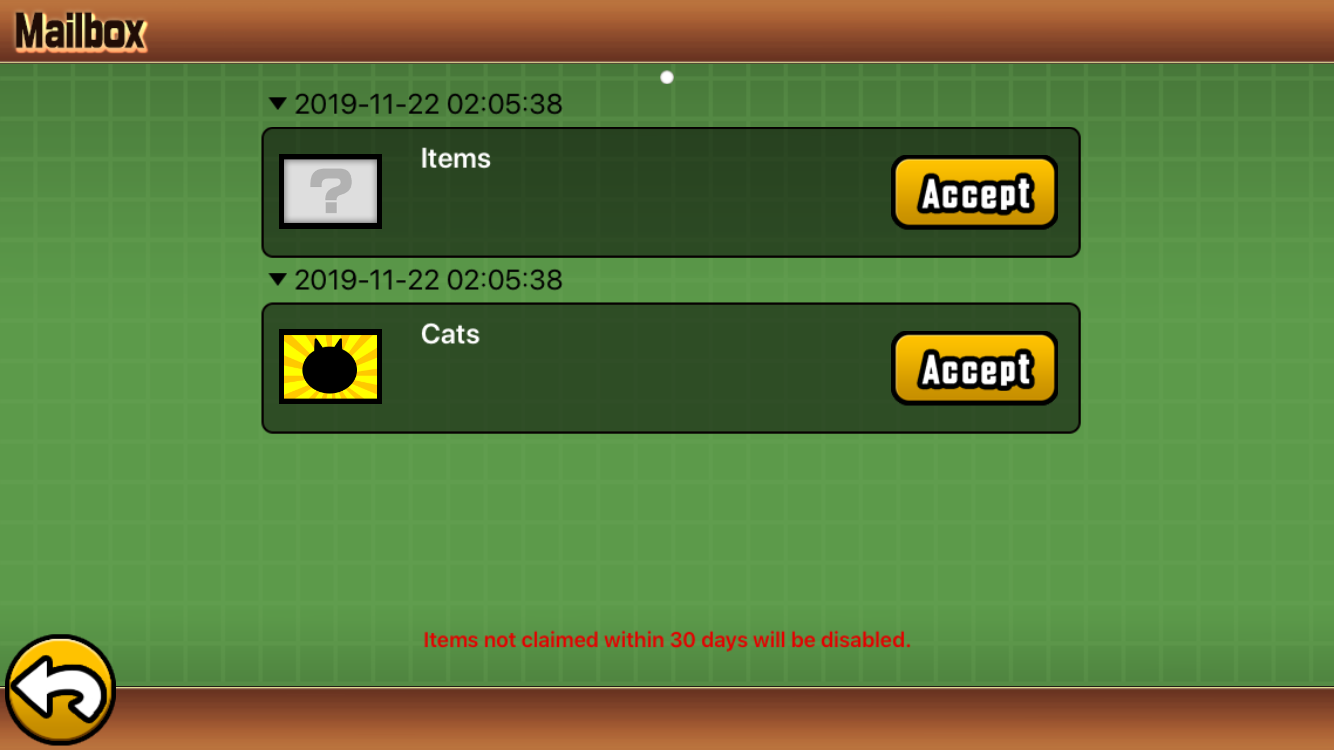 Mailbox
2019-11-22 02:05:38
Items
Accept
2019-11-22 02:05:38
Cats
Accept
Items not claimed within 30 days will be disabled.